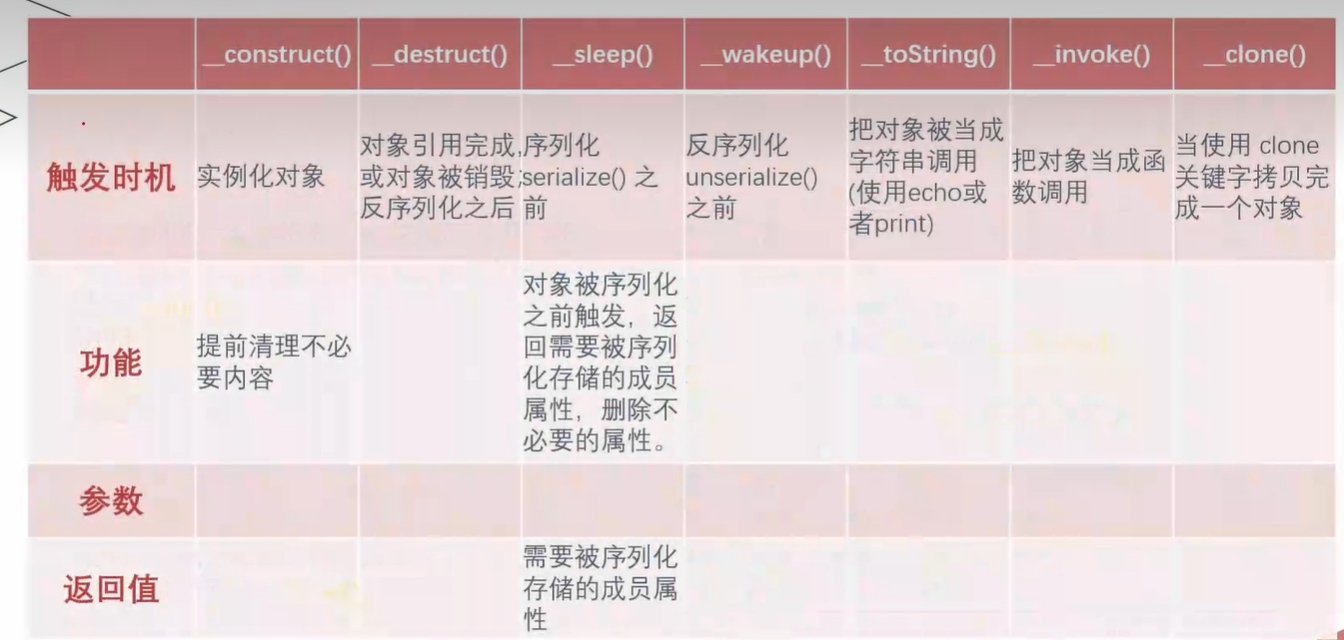 __construct() __destruct() __sleep() __wakeup() __toString() __invoke() __clone()
触发时机
实例化对象
对象引用完成,
或对象被销毁;
反序列化之后
序列化
serialize() 之
前
反序列化
unserialize()
之前
把对象被当成
字符串调用
(使用echo或
者print)
把对象当成函
数调用
当使用 clone
关键字拷贝完
成一个对象
功能
提前清理不必
要内容
对象被序列化
之前触发，返
回需要被序列
化存储的成员
属性，删除不
必要的属性。
参数
返回值
需要被序列化
存储的成员属
性